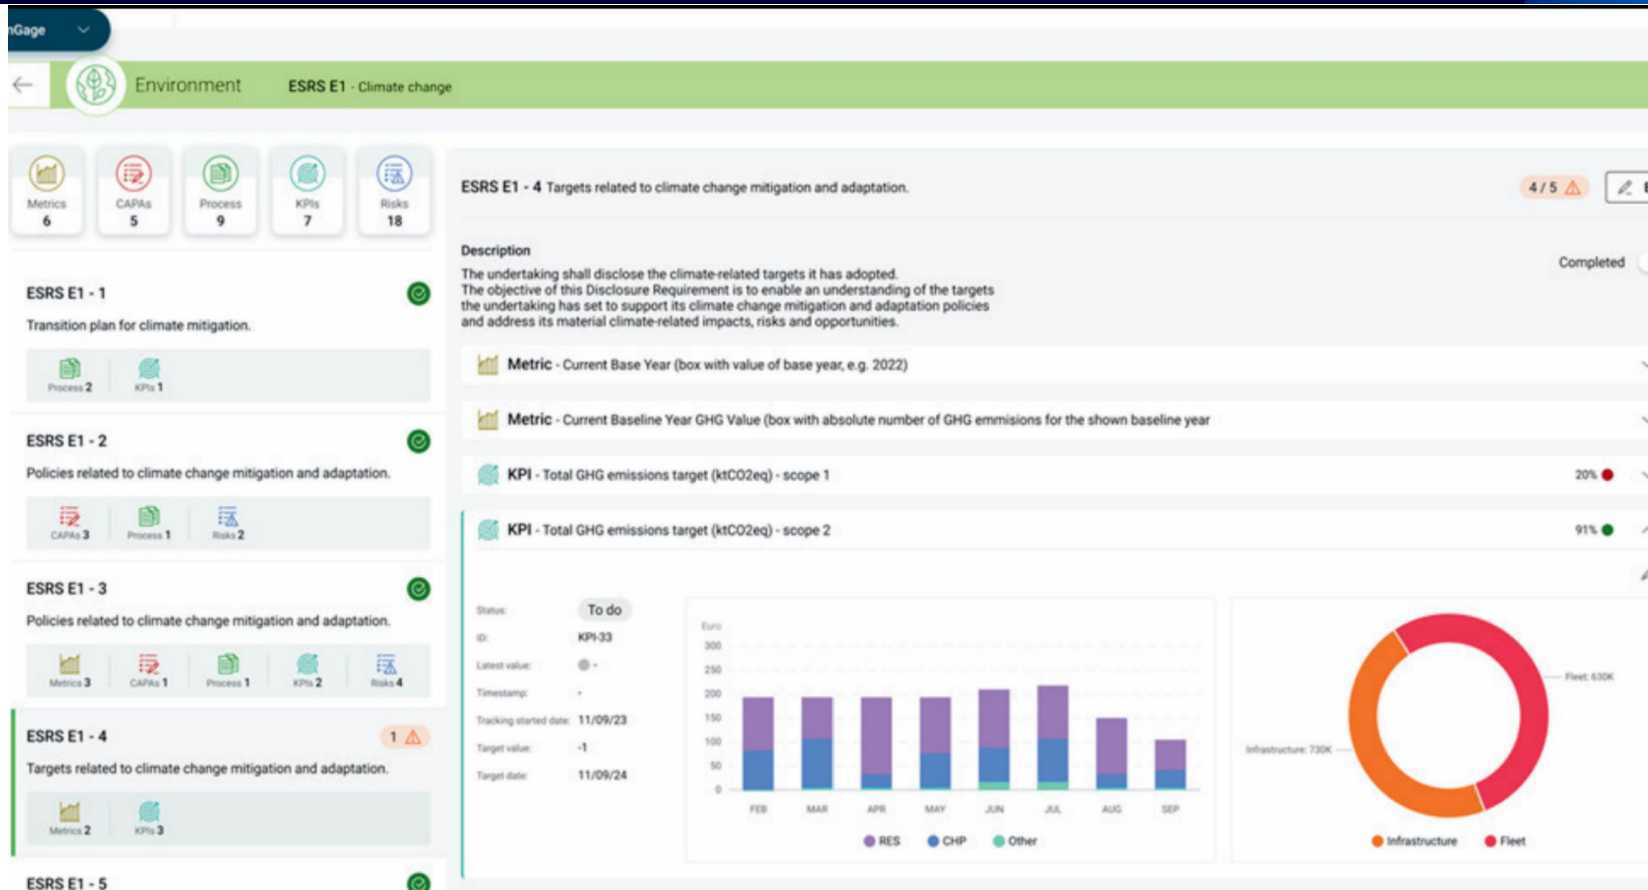 nGage
Environment
ESRS E1 - Climate change
Metrics
6
CAPAs
5
Process
9
KPIs
7
Risks
18
ESRS E1 - 1
Transition plan for climate mitigation.
Process 2
KPIs 1
ESRS E1 - 2
Policies related to climate change mitigation and adaptation.
CAPAs 3
Process 1
Risks 2
ESRS E1 - 3
Policies related to climate change mitigation and adaptation.
Metrics 3
CAPAs 1
Process 1
KPIs 2
Risks 4
ESRS E1 - 4
1
Targets related to climate change mitigation and adaptation.
Metrics 2
KPIs 3
ESRS E1 - 5
ESRS E1 - 4 Targets related to climate change mitigation and adaptation.
4 / 5
Description
Completed
The undertaking shall disclose the climate-related targets it has adopted.
The objective of this Disclosure Requirement is to enable an understanding of the targets
the undertaking has set to support its climate change mitigation and adaptation policies
and address its material climate-related impacts, risks and opportunities.
Metric - Current Base Year (box with value of base year, e.g. 2022)
Metric - Current Baseline Year GHG Value (box with absolute number of GHG emmisions for the shown baseline year
KPI - Total GHG emissions target (ktCO2eq) - scope 1
20%
KPI - Total GHG emissions target (ktCO2eq) - scope 2
91%
Status: To do
ID: KPI-33
Latest value: -
Timestamp: -
Tracking started date: 11/09/23
Target value: -1
Target date: 11/09/24
Euro
300
250
200
150
100
50
0
FEB MAR APR MAY JUN JUL AUG SEP
RES CHP Other
Fleet: 630K
Infrastructure: 730K
Infrastructure Fleet